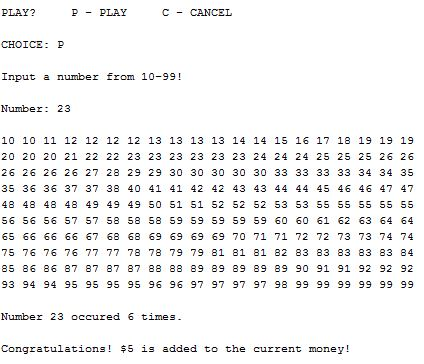 PLAY?     P - PLAY     C - CANCEL
CHOICE: P
Input a number from 10-99!
Number: 23
10 10 11 12 12 12 12 13 13 13 13 14 14 15 16 17 18 19 19 19
20 20 20 21 22 22 23 23 23 23 23 23 24 24 24 25 25 25 26 26
26 26 26 26 27 28 29 29 30 30 30 30 30 33 33 33 33 34 34 35
35 36 36 37 37 38 40 41 41 42 42 43 43 44 44 45 46 46 47 47
48 48 48 48 49 49 49 50 51 51 52 52 52 53 53 55 55 55 55 55
56 56 56 57 57 58 58 58 59 59 59 59 59 60 60 61 62 63 64 64
65 66 66 66 67 68 68 69 69 69 69 70 71 71 72 72 73 73 74 74
75 76 76 76 77 77 78 78 79 79 81 81 81 82 83 83 83 83 83 84
85 86 86 87 87 87 87 88 88 89 89 89 89 89 90 91 91 92 92 92
93 94 94 95 95 95 95 96 96 97 97 97 97 98 99 99 99 99 99 99
Number 23 occured 6 times.
Congratulations! $5 is added to the current money!